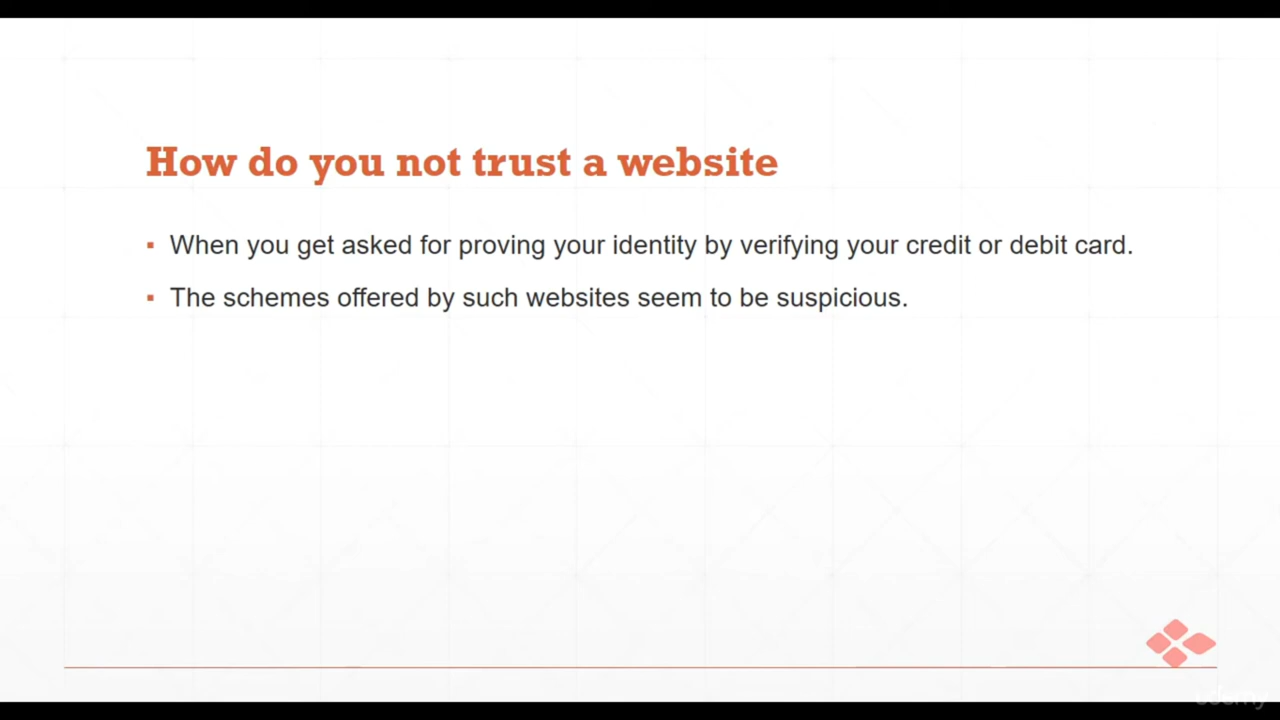 How do you not trust a website
▪ When you get asked for proving your identity by verifying your credit or debit card.
▪ The schemes offered by such websites seem to be suspicious.
udemy